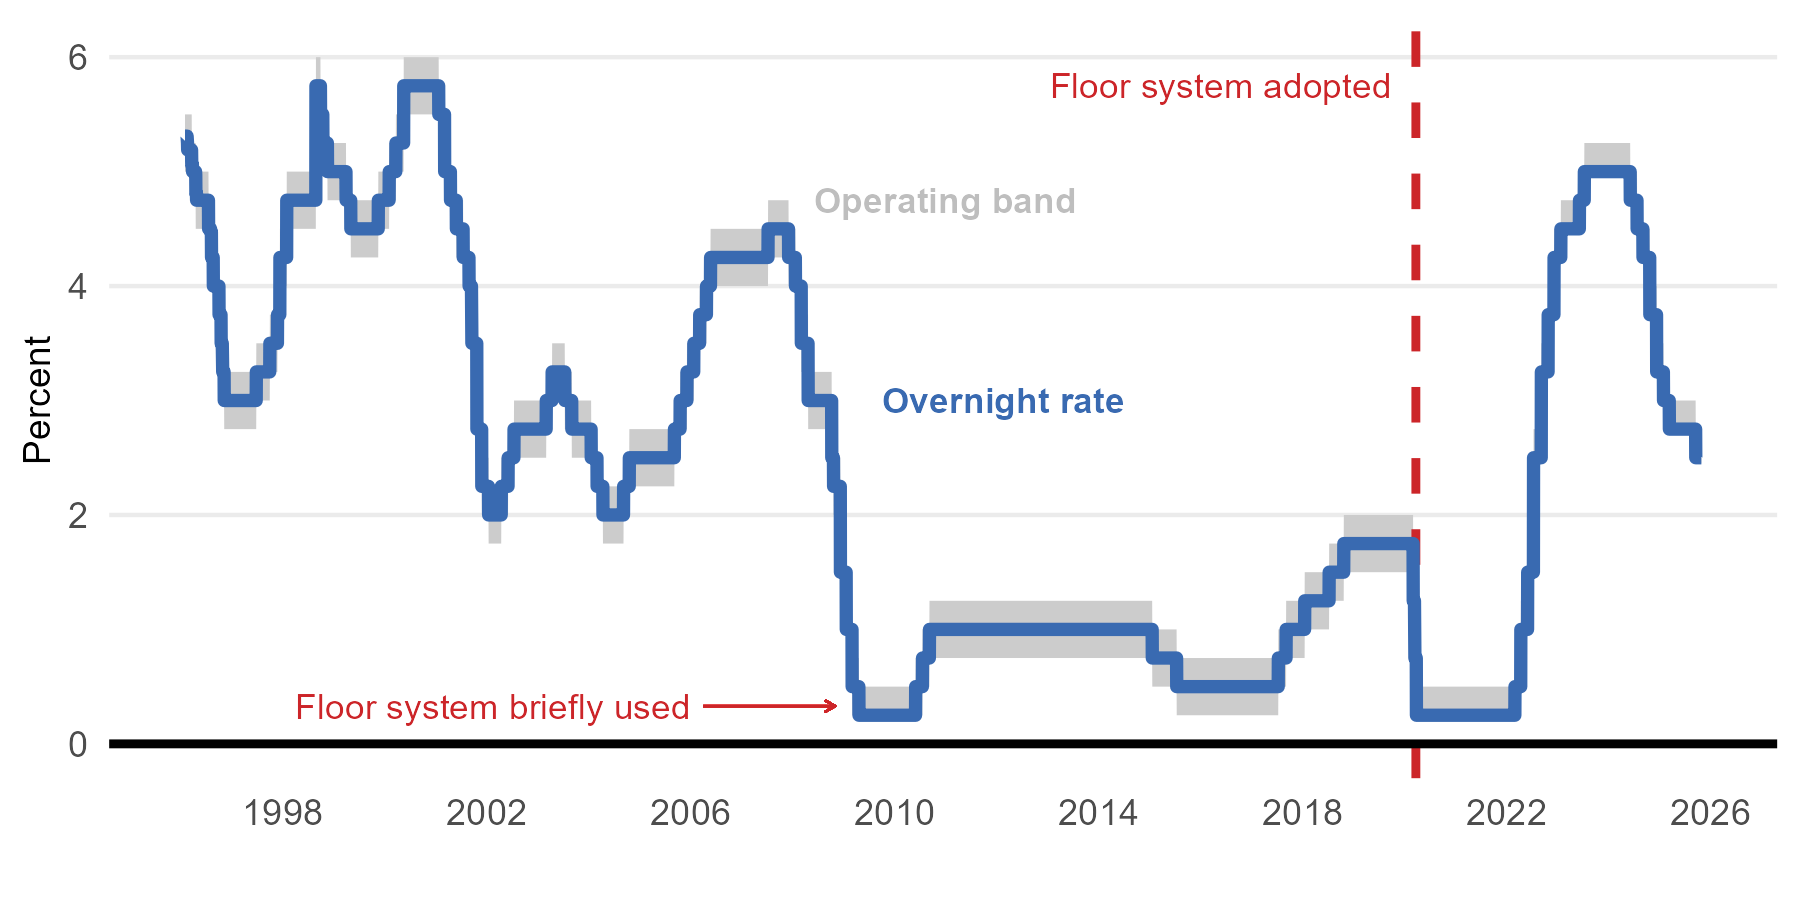 6
Floor system adopted
Operating band
4
Percent
Overnight rate
2
Floor system briefly used
0
1998 2002 2006 2010 2014 2018 2022 2026